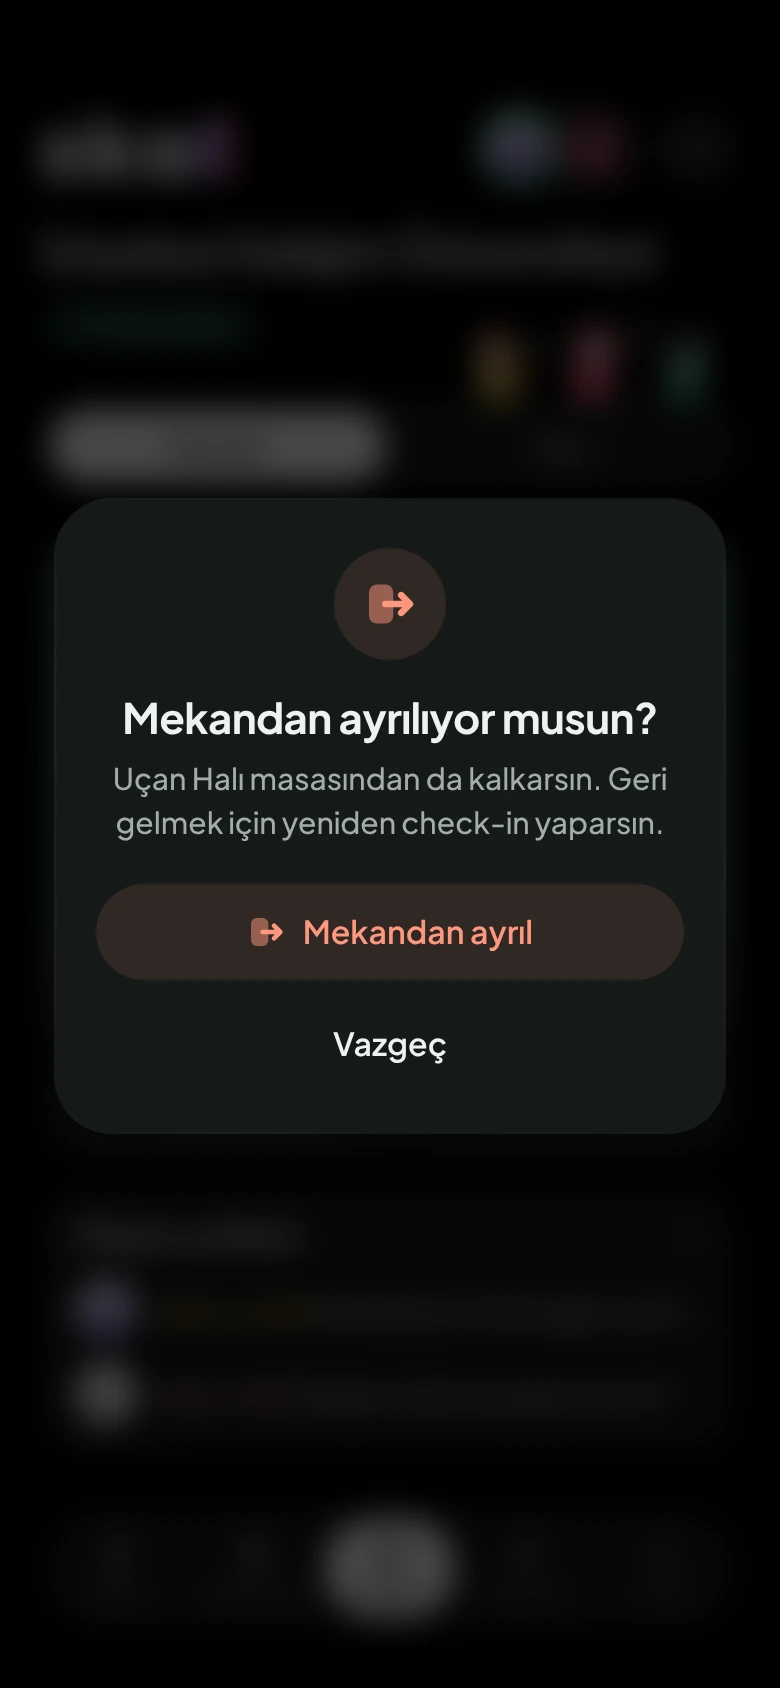 Mekandan ayrılıyor musun?
Uçan Halı masasından da kalkarsın. Geri
gelmek için yeniden check-in yaparsın.
Mekandan ayrıl
Vazgeç